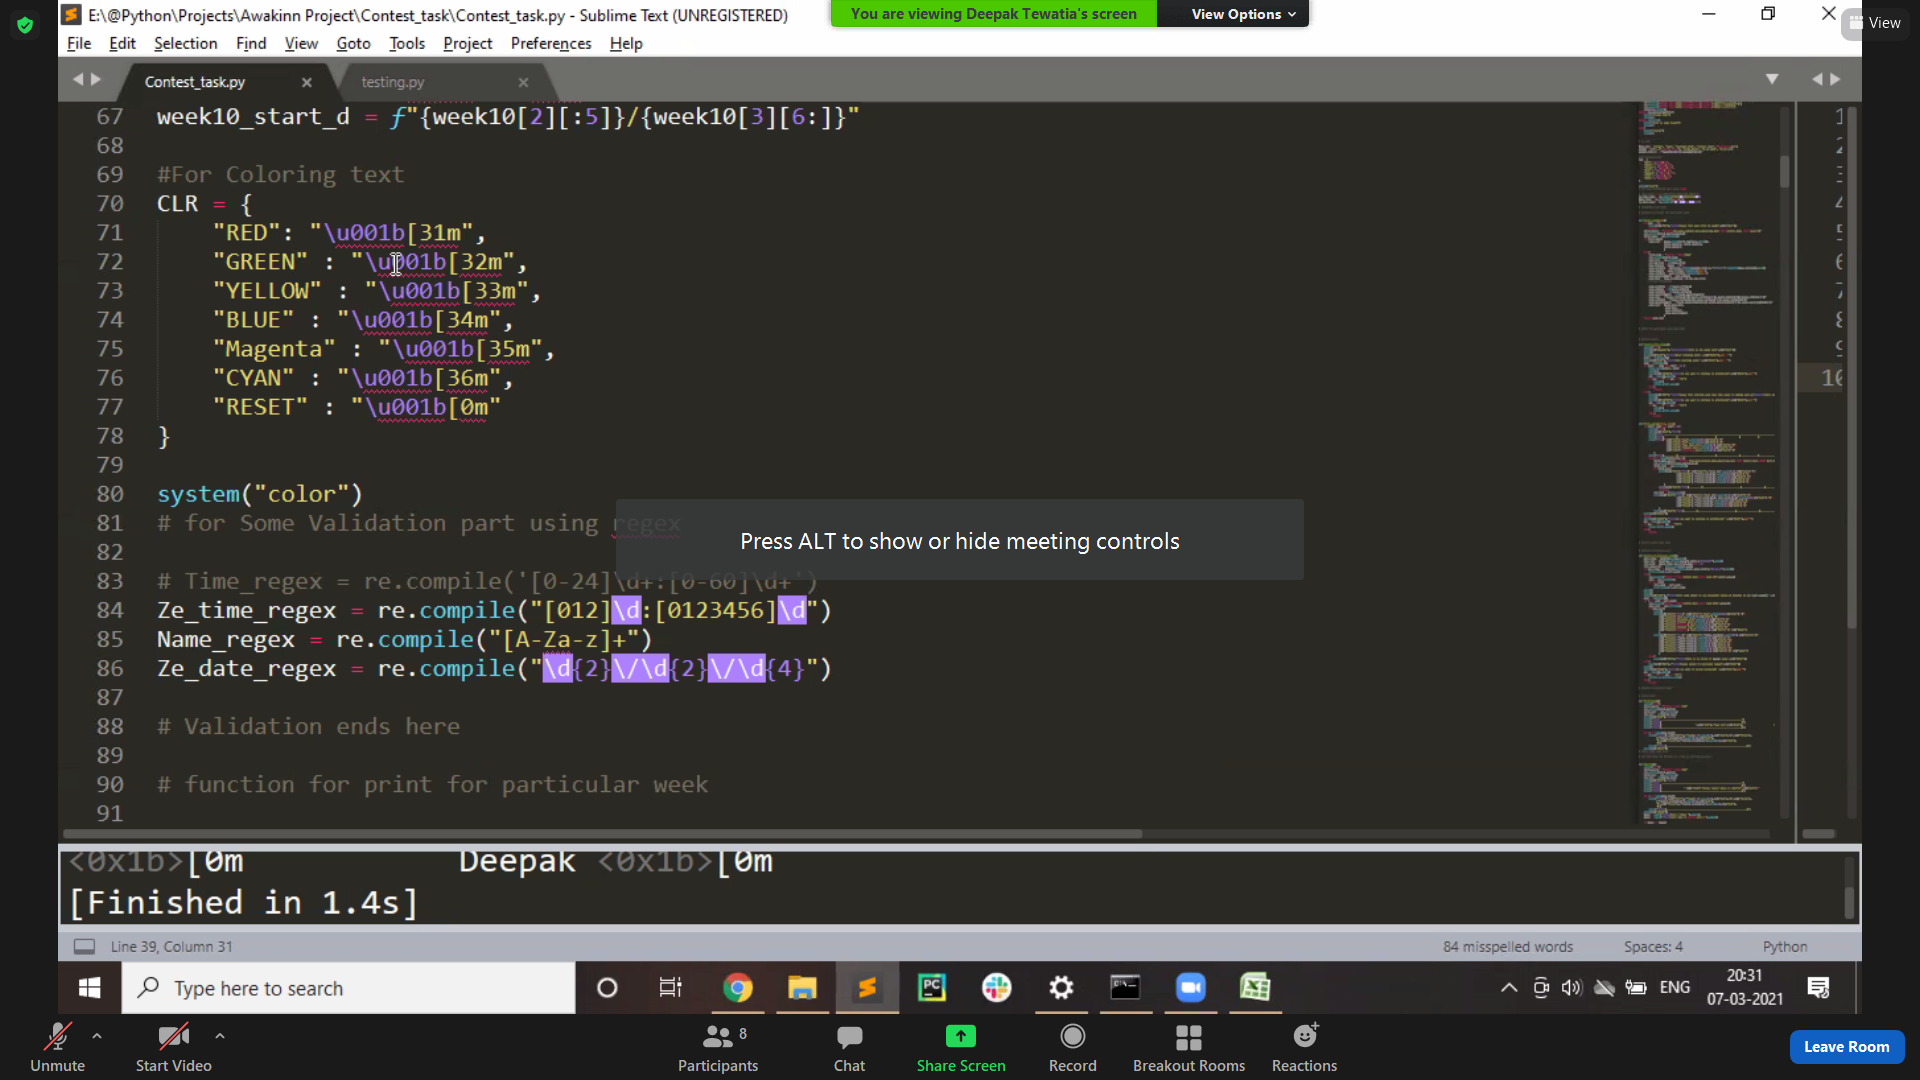 E:\@Python\Projects\Awakinn Project\Contest_task\Contest_task.py - Sublime Text (UNREGISTERED)
You are viewing Deepak Tewatia's screen
View Options
View
File Edit Selection Find View Goto Tools Project Preferences Help
Contest_task.py
testing.py
67 week10_start_d = f"{week10[2][:5]}/{week10[3][6:]}"
68
69 #For Coloring text
70 CLR = {
71 "RED": "\u001b[31m",
72 "GREEN" : "\u001b[32m",
73 "YELLOW" : "\u001b[33m",
74 "BLUE" : "\u001b[34m",
75 "Magenta" : "\u001b[35m",
76 "CYAN" : "\u001b[36m",
77 "RESET" : "\u001b[0m"
78 }
79
80 system("color")
81 # for Some Validation part using regex
82
Press ALT to show or hide meeting controls
83 # Time_regex = re.compile('[0-24]\d+:[0-60]\d+')
84 Ze_time_regex = re.compile("[012]\d:[0123456]\d")
85 Name_regex = re.compile("[A-Za-z]+")
86 Ze_date_regex = re.compile("\d{2}\/\d{2}\/\d{4}")
87
88 # Validation ends here
89
90 # function for print for particular week
91
<0x1b>[0m Deepak <0x1b>[0m
[Finished in 1.4s]
Line 39, Column 31
84 misspelled words
Spaces: 4
Python
Type here to search
ENG
20:31
07-03-2021
Unmute
Start Video
Participants
8
Chat
Share Screen
Record
Breakout Rooms
Reactions
Leave Room